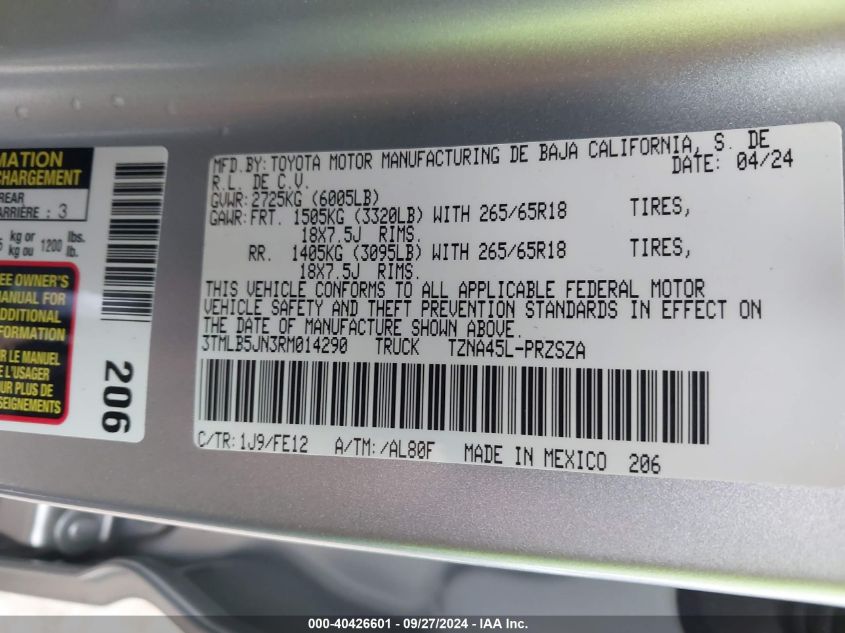 MATION
CHARGEMENT
REAR
ARRIÈRE : 3
kg or 1200 lbs.
kg ou lb.
EE OWNER'S
MANUAL FOR
ADDITIONAL
FORMATION
R LE MANUEL
E L'USAGER
UR PLUS DE
SEIGNEMENTS
206
MFD.BY: TOYOTA MOTOR MANUFACTURING DE BAJA CALIFORNIA, S. DE
R.L. DE C.V. DATE: 04/24
GVWR: 2725KG (6005LB)
GAWR: FRT. 1505KG (3320LB) WITH 265/65R18 TIRES,
18X7.5J RIMS.
RR. 1405KG (3095LB) WITH 265/65R18 TIRES,
18X7.5J RIMS.
THIS VEHICLE CONFORMS TO ALL APPLICABLE FEDERAL MOTOR
VEHICLE SAFETY AND THEFT PREVENTION STANDARDS IN EFFECT ON
THE DATE OF MANUFACTURE SHOWN ABOVE.
3TMLB5JN3RM014290 TRUCK TZNA45L-PRZSZA
C/TR: 1J9/FE12 A/TM: /AL80F MADE IN MEXICO 206
000-40426601 / 09/27/2024 / IAA Inc.